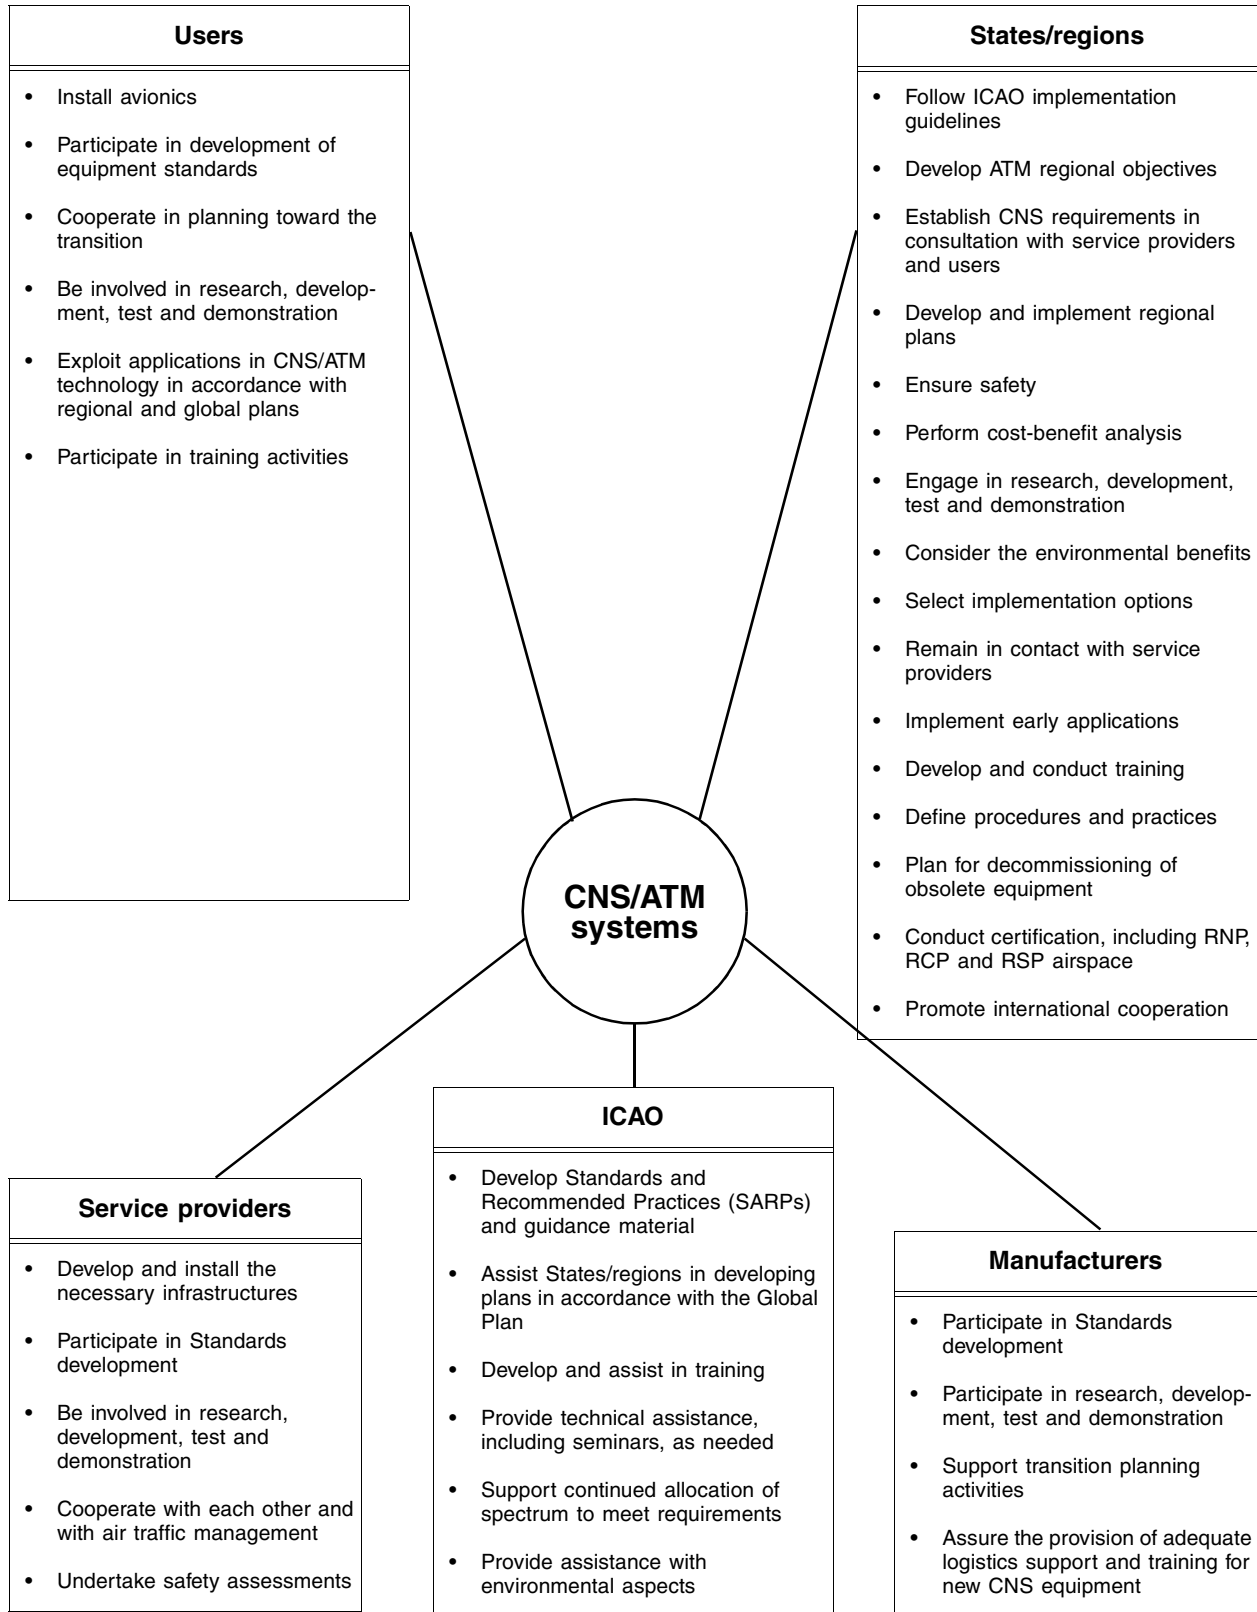 Users
• Install avionics
• Participate in development of
equipment standards
• Cooperate in planning toward the
transition
• Be involved in research, develop-
ment, test and demonstration
• Exploit applications in CNS/ATM
technology in accordance with
regional and global plans
• Participate in training activities
States/regions
• Follow ICAO implementation
guidelines
• Develop ATM regional objectives
• Establish CNS requirements in
consultation with service providers
and users
• Develop and implement regional
plans
• Ensure safety
• Perform cost-benefit analysis
• Engage in research, development,
test and demonstration
• Consider the environmental benefits
• Select implementation options
• Remain in contact with service
providers
• Implement early applications
• Develop and conduct training
• Define procedures and practices
• Plan for decommissioning of
obsolete equipment
• Conduct certification, including RNP,
RCP and RSP airspace
• Promote international cooperation
CNS/ATM
systems
Service providers
• Develop and install the
necessary infrastructures
• Participate in Standards
development
• Be involved in research,
development, test and
demonstration
• Cooperate with each other and
with air traffic management
• Undertake safety assessments
ICAO
• Develop Standards and
Recommended Practices (SARPs)
and guidance material
• Assist States/regions in developing
plans in accordance with the Global
Plan
• Develop and assist in training
• Provide technical assistance,
including seminars, as needed
• Support continued allocation of
spectrum to meet requirements
• Provide assistance with
environmental aspects
Manufacturers
• Participate in Standards
development
• Participate in research, develop-
ment, test and demonstration
• Support transition planning
activities
• Assure the provision of adequate
logistics support and training for
new CNS equipment